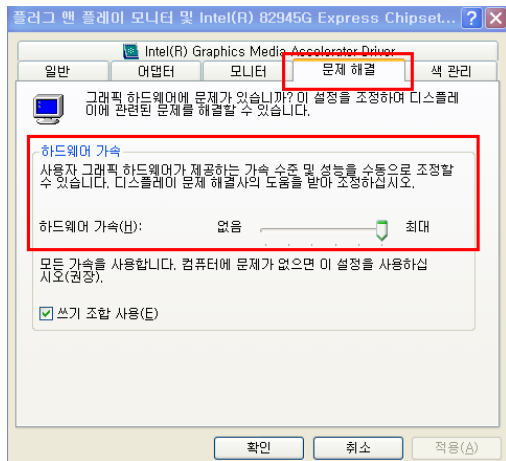 플러그 앤 플레이 모니터 및 Intel(R) 82945G Express Chipset...
Intel(R) Graphics Media Accelerator Driver
일반 어댑터 모니터 문제 해결 색 관리
그래픽 하드웨어에 문제가 있습니까? 이 설정을 조정하여 디스플레
이에 관련된 문제를 해결할 수 있습니다.
하드웨어 가속
사용자 그래픽 하드웨어가 제공하는 가속 수준 및 성능을 수동으로 조정할
수 있습니다. 디스플레이 문제 해결사의 도움을 받아 조정하십시오.
하드웨어 가속(H): 없음 최대
모든 가속을 사용합니다. 컴퓨터에 문제가 없으면 이 설정을 사용하십
시오(권장).
쓰기 조합 사용(E)
확인 취소 적용(A)